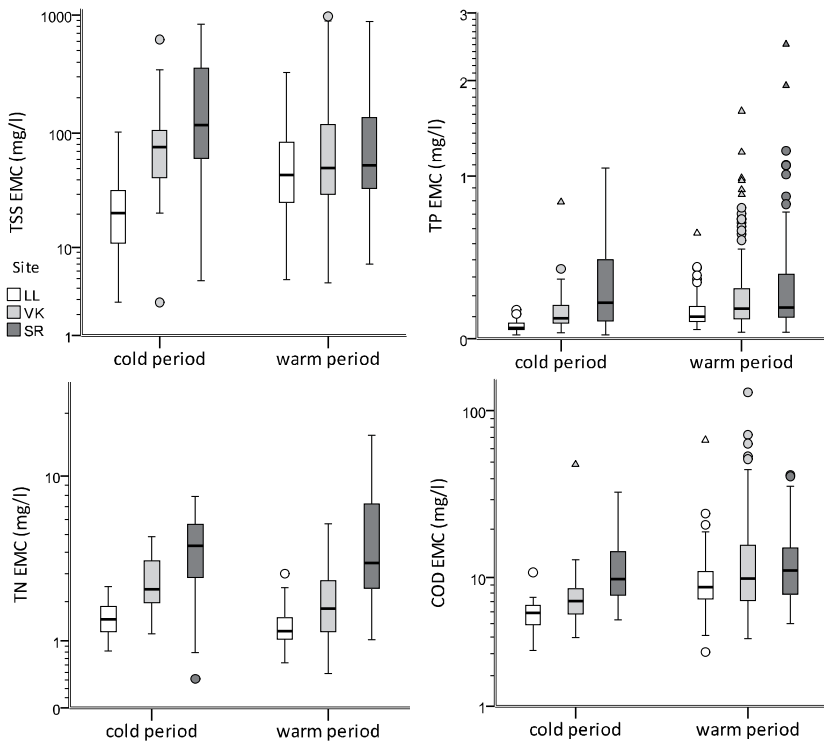 1000
100
10
1
TSS EMC (mg/l)
cold period
warm period
Site
LL
VK
SR
3
2
1
0
TP EMC (mg/l)
cold period
warm period
10
1
0
TN EMC (mg/l)
cold period
warm period
100
10
1
COD EMC (mg/l)
cold period
warm period